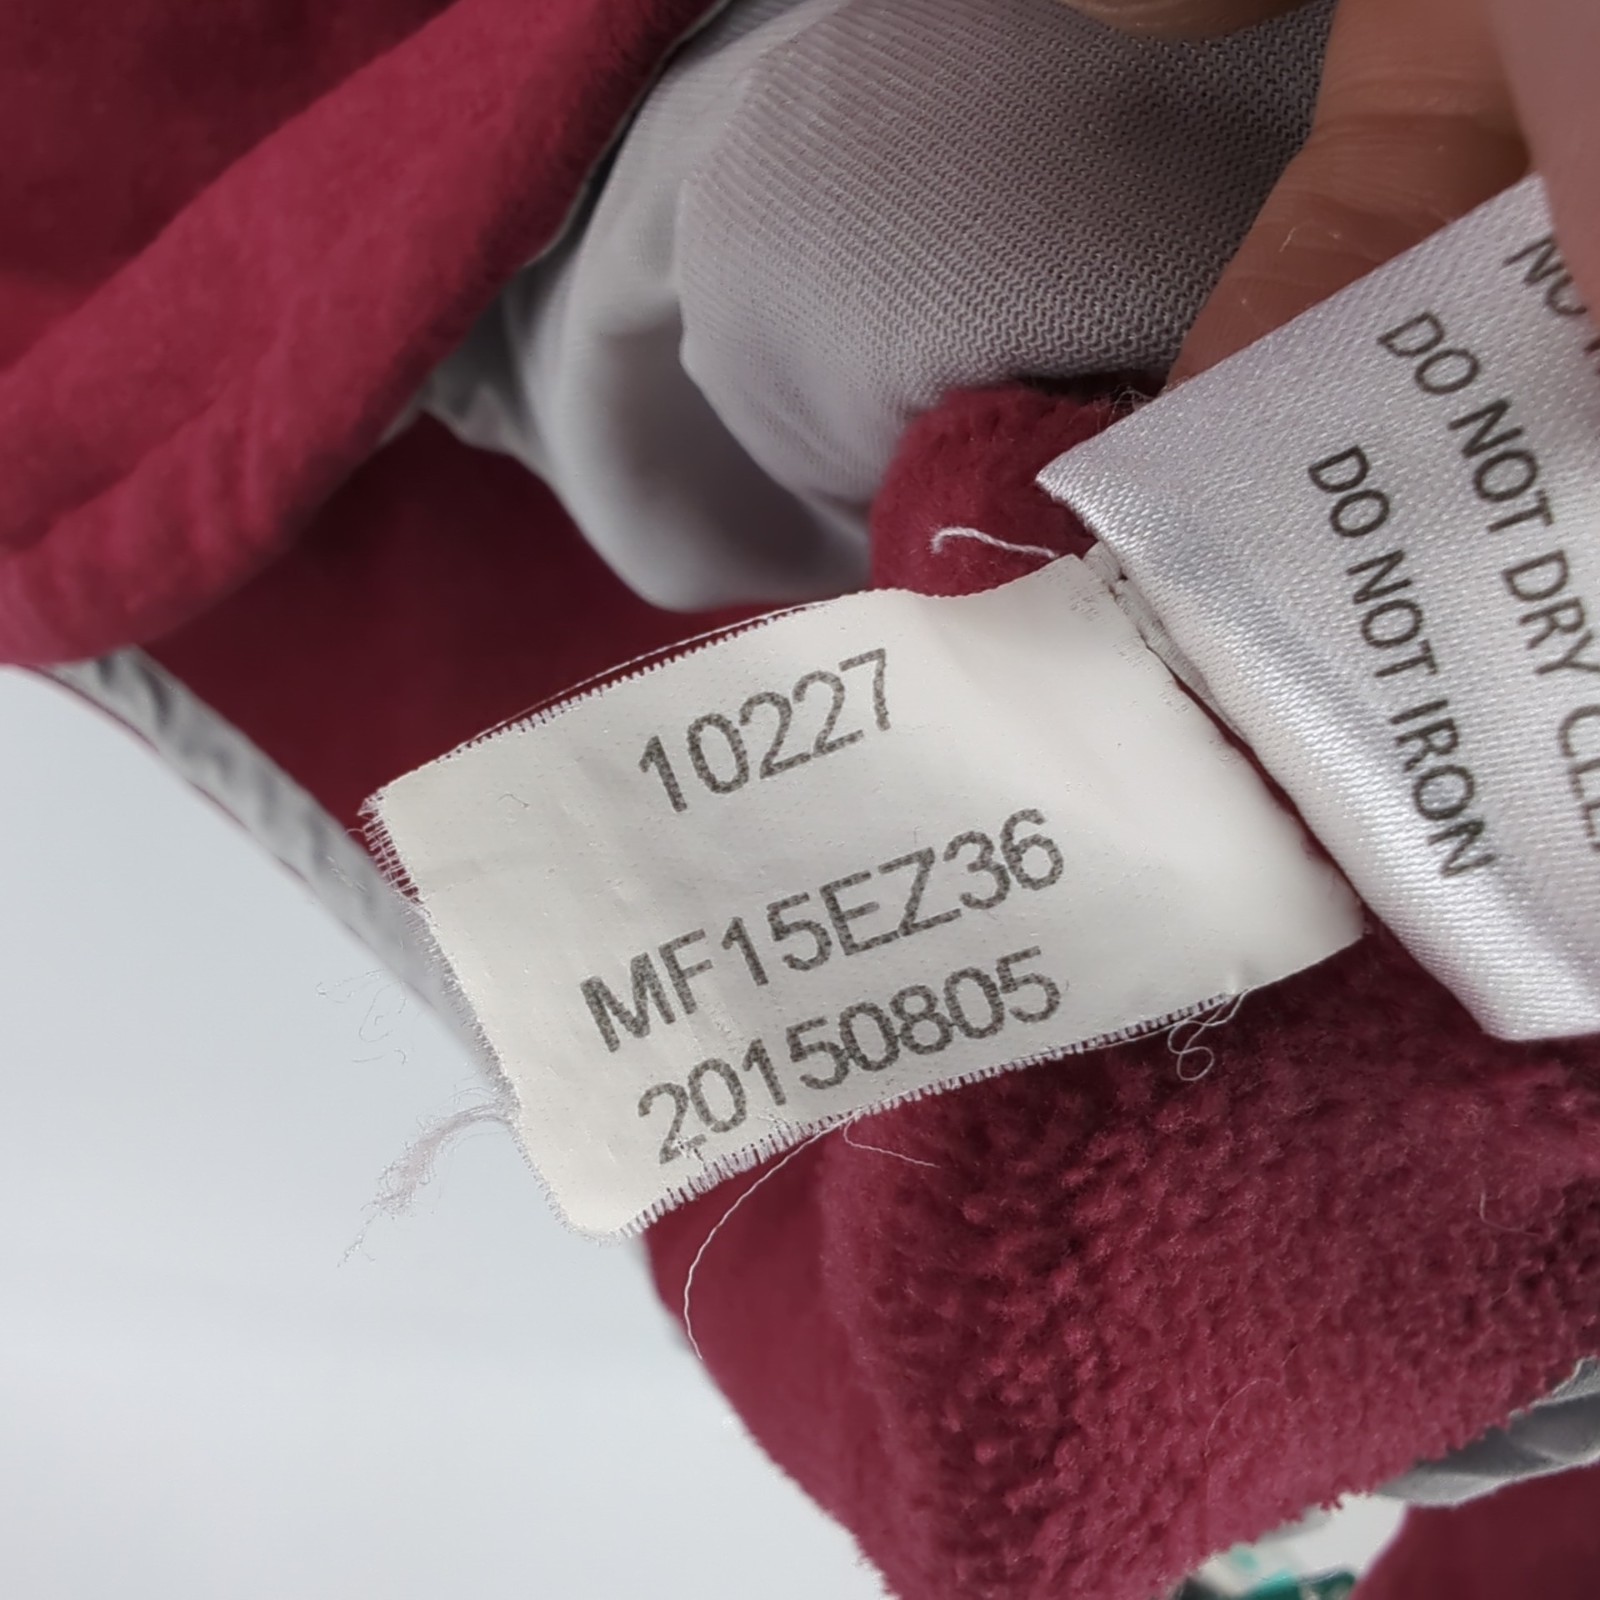 10227
MF15EZ36
20150805
DO NOT DRY
DO NOT IRON